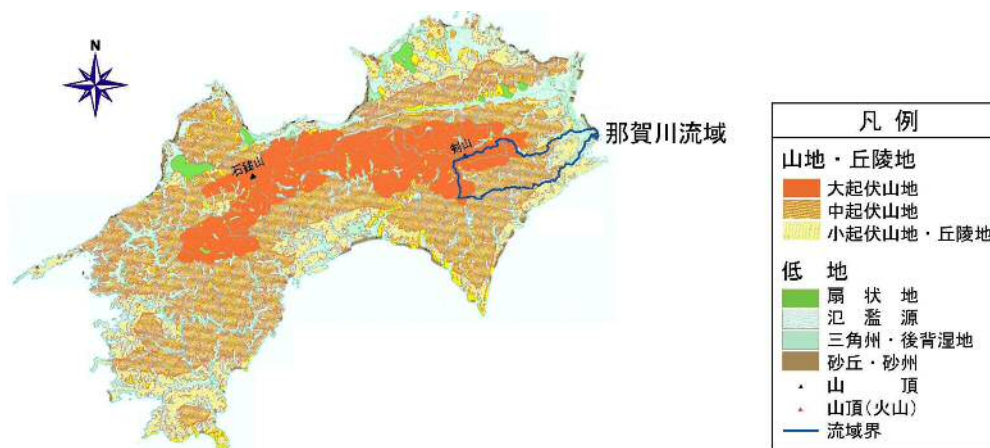 N
石鎚山
剣山
那賀川流域
凡例
山地・丘陵地
大起伏山地
中起伏山地
小起伏山地・丘陵地
低地
扇状地
氾濫源
三角州・後背湿地
砂丘・砂州
山頂
山頂(火山)
流域界